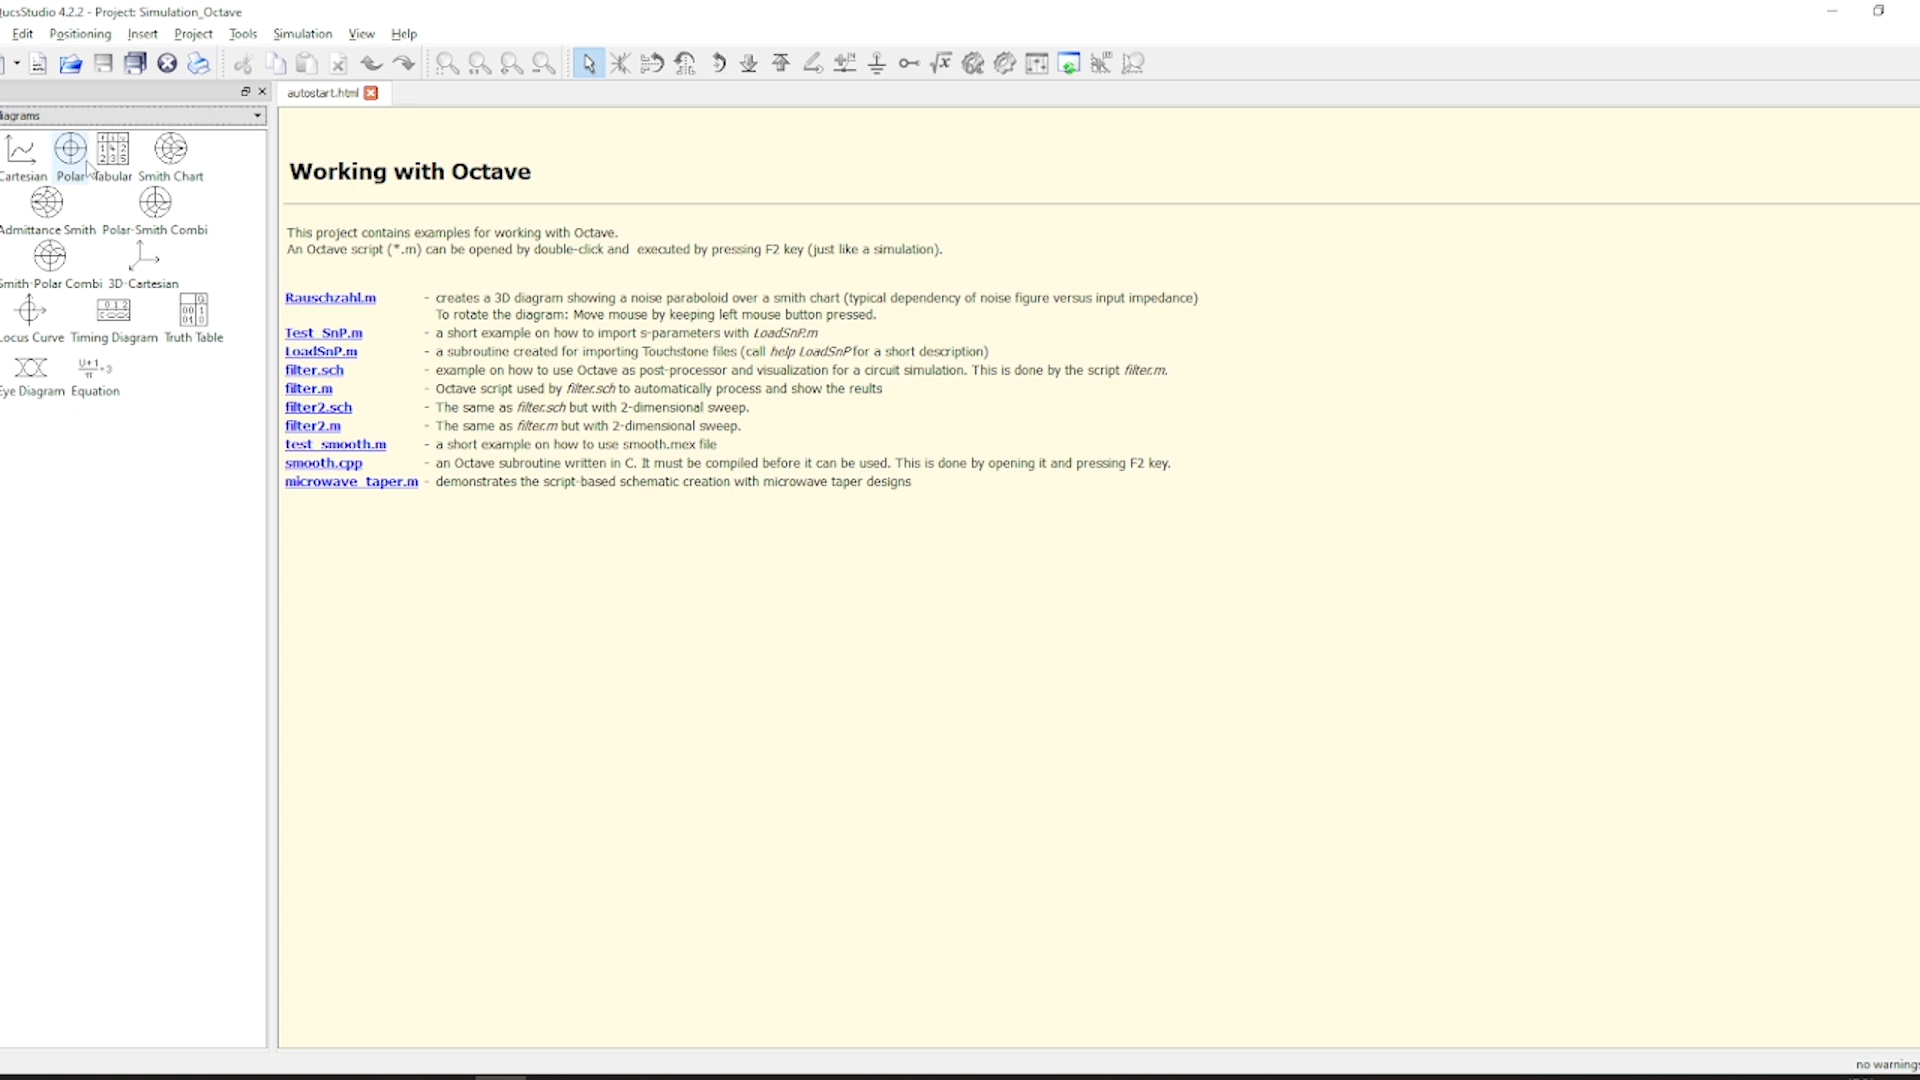 ucsStudio 4.2.2 - Project: Simulation_Octave
Edit Positioning Insert Project Tools Simulation View Help
autostart.html
iagrams
Cartesian Polar Tabular Smith Chart
Admittance Smith Polar-Smith Combi
Smith-Polar Combi 3D-Cartesian
Locus Curve Timing Diagram Truth Table
Eye Diagram Equation
Working with Octave
This project contains examples for working with Octave.
An Octave script (*.m) can be opened by double-click and executed by pressing F2 key (just like a simulation).
Rauschzahl.m - creates a 3D diagram showing a noise paraboloid over a smith chart (typical dependency of noise figure versus input impedance)
To rotate the diagram: Move mouse by keeping left mouse button pressed.
Test_SnP.m - a short example on how to import s-parameters with LoadSnP.m
LoadSnP.m - a subroutine created for importing Touchstone files (call help LoadSnP for a short description)
filter.sch - example on how to use Octave as post-processor and visualization for a circuit simulation. This is done by the script filter.m.
filter.m - Octave script used by filter.sch to automatically process and show the reults
filter2.sch - The same as filter.sch but with 2-dimensional sweep.
filter2.m - The same as filter.m but with 2-dimensional sweep.
test_smooth.m - a short example on how to use smooth.mex file
smooth.cpp - an Octave subroutine written in C. It must be compiled before it can be used. This is done by opening it and pressing F2 key.
microwave_taper.m - demonstrates the script-based schematic creation with microwave taper designs
no warnings